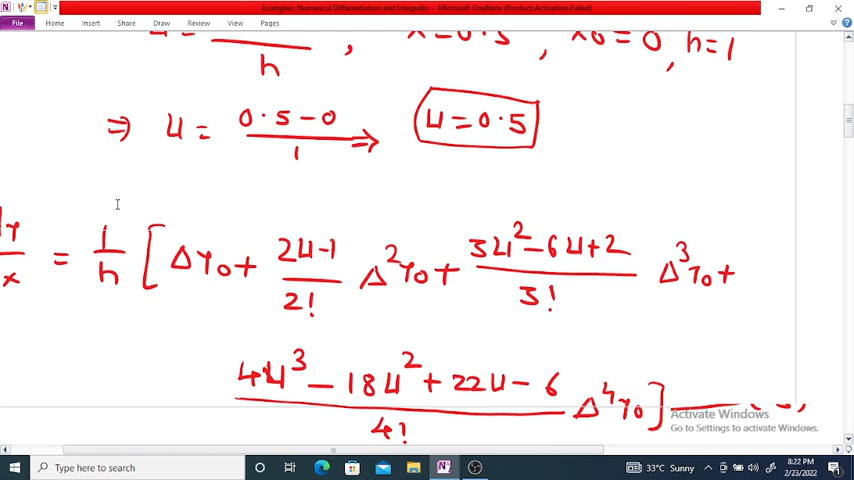 Examples: Numerical Differentiation and Integratio - Microsoft OneNote (Product Activation Failed)
File Home Insert Share Draw Review View Pages
h , x=0.5 , x0=0 , h=1
⇒ u = 0.5-0 / 1 ⇒ u=0.5
dy/x = 1/h [ Δy0 + 2u-1/2! Δ²y0 + 3u²-6u+2/3! Δ³y0 +
4u³ - 18u² + 22u - 6 / 4! Δ⁴y0 ]
Activate Windows
Go to Settings to activate Windows.
Type here to search
33°C Sunny
8:22 PM
2/23/2022